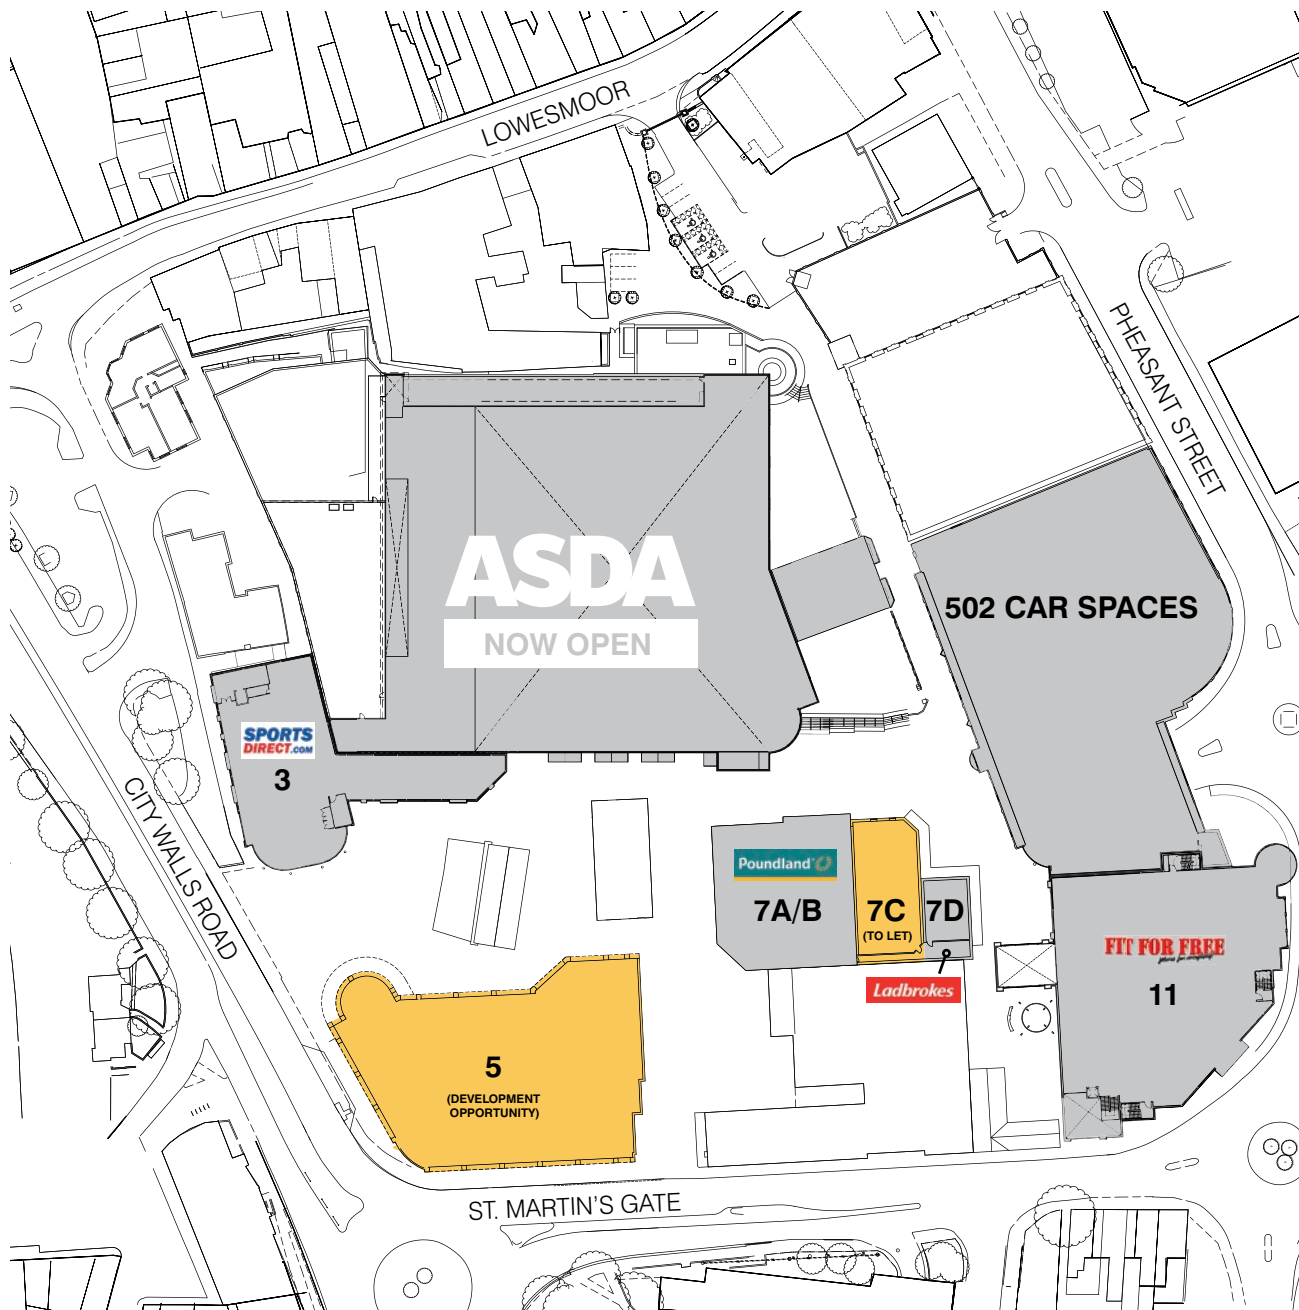 LOWESMOOR
PHEASANT STREET
ASDA
NOW OPEN
502 CAR SPACES
SPORTS
DIRECT.COM
3
CITY WALLS ROAD
Poundland
7A/B
7C
(TO LET)
7D
Ladbrokes
FIT FOR FREE
11
5
(DEVELOPMENT
OPPORTUNITY)
ST. MARTIN'S GATE